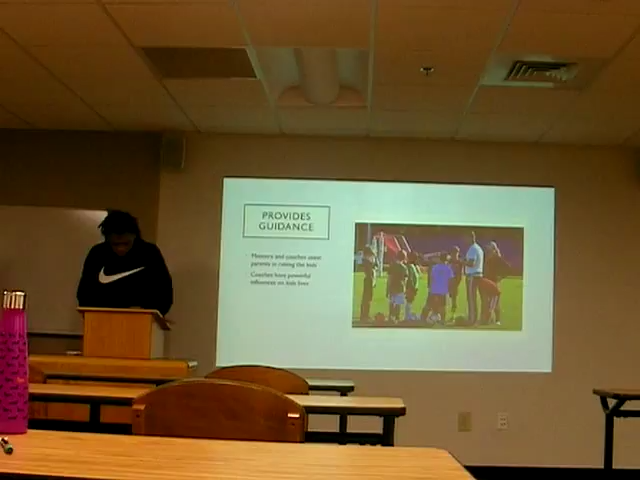 PROVIDES
GUIDANCE
Mentors and coaches assist
parents in raising the kids
Coaches have powerful
influences on kids lives